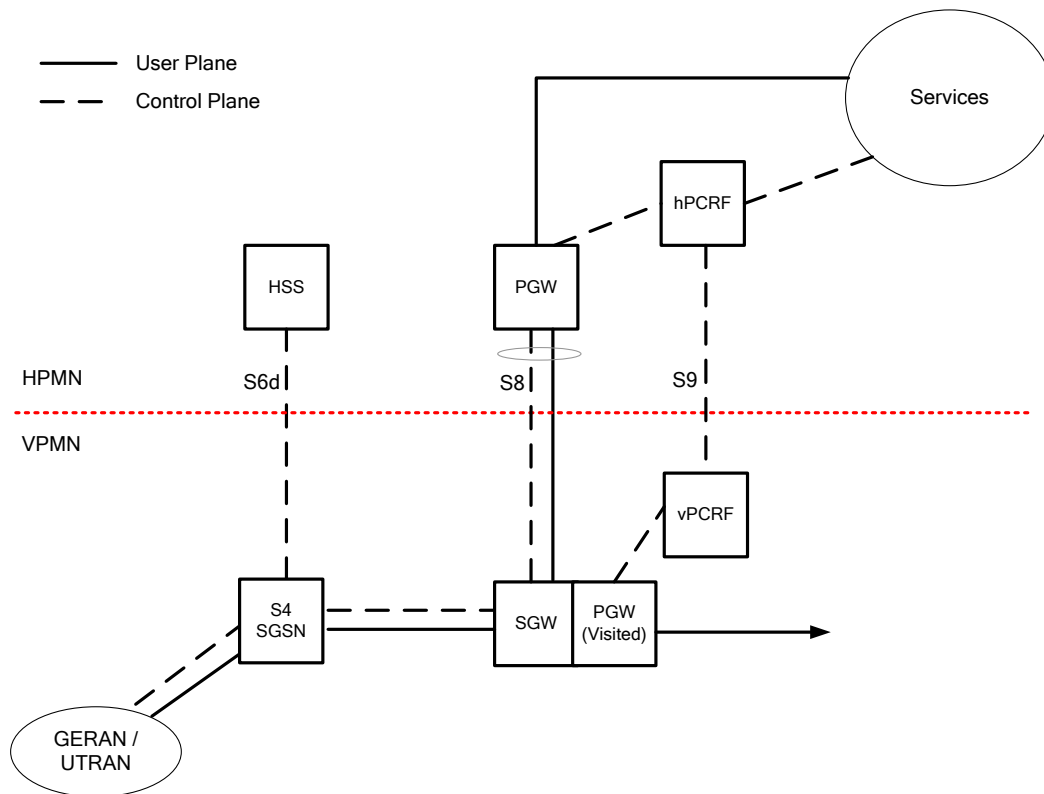 User Plane
Control Plane
Services
hPCRF
HSS
PGW
HPMN
S6d
S8
S9
VPMN
vPCRF
S4
SGSN
SGW
PGW
(Visited)
GERAN /
UTRAN